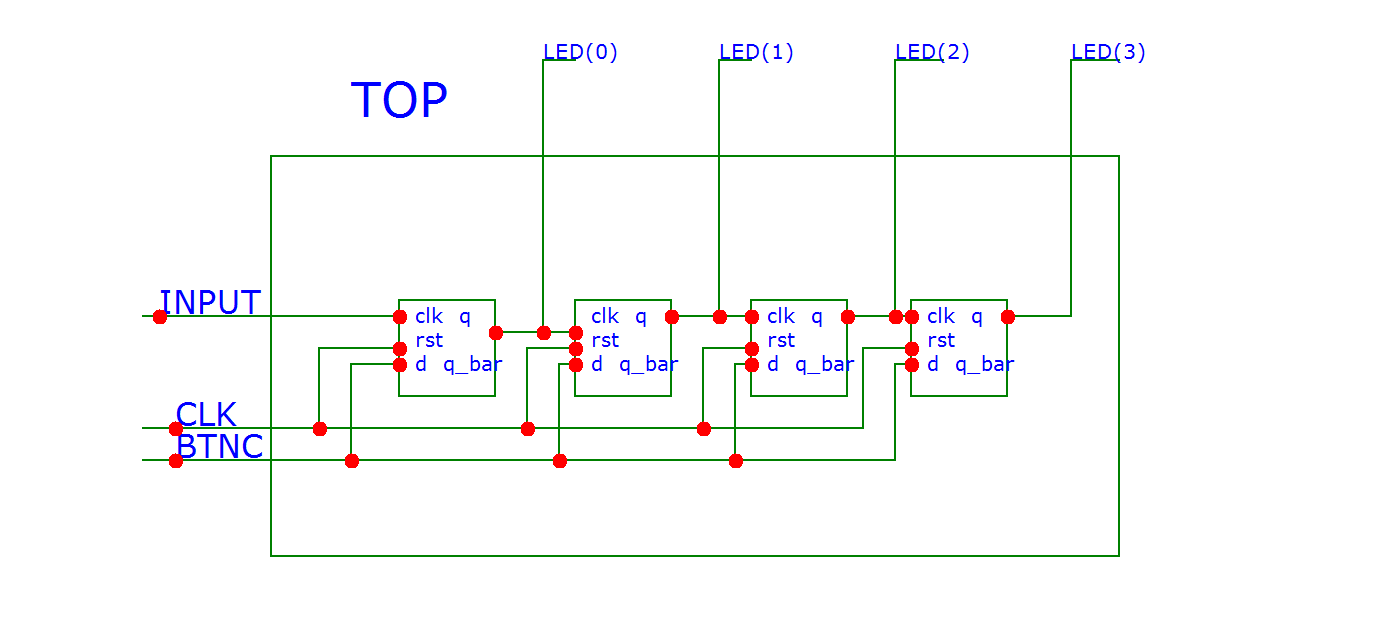 LED(0) LED(1) LED(2) LED(3)
TOP
INPUT
clk q clk q clk q clk q
rst rst rst rst
d q_bar d q_bar d q_bar d q_bar
CLK
BTNC